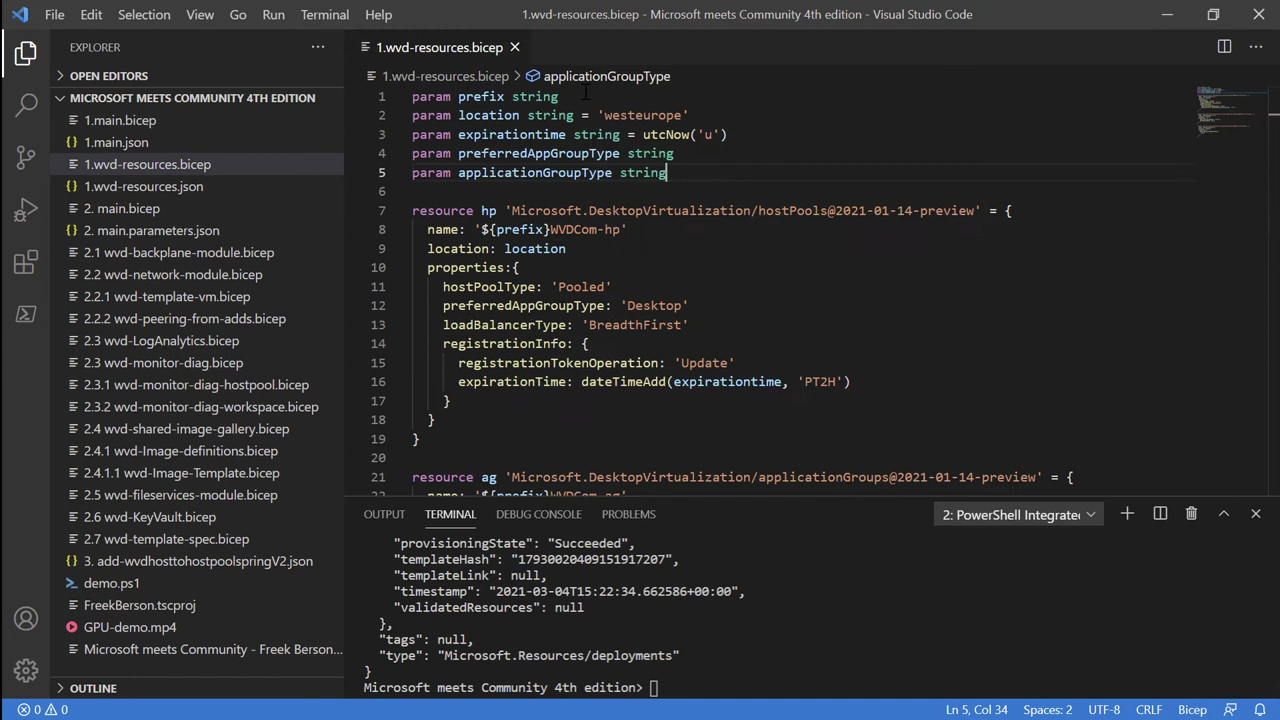 File Edit Selection View Go Run Terminal Help 1.wvd-resources.bicep - Microsoft meets Community 4th edition - Visual Studio Code
EXPLORER
OPEN EDITORS
MICROSOFT MEETS COMMUNITY 4TH EDITION
1.main.bicep
1.main.json
1.wvd-resources.bicep
1.wvd-resources.json
2. main.bicep
2. main.parameters.json
2.1 wvd-backplane-module.bicep
2.2 wvd-network-module.bicep
2.2.1 wvd-template-vm.bicep
2.2.2 wvd-peering-from-adds.bicep
2.3 wvd-LogAnalytics.bicep
2.3 wvd-monitor-diag.bicep
2.3.1 wvd-monitor-diag-hostpool.bicep
2.3.2 wvd-monitor-diag-workspace.bicep
2.4 wvd-shared-image-gallery.bicep
2.4.1 wvd-Image-definitions.bicep
2.4.1.1 wvd-Image-Template.bicep
2.5 wvd-fileservices-module.bicep
2.6 wvd-KeyVault.bicep
2.7 wvd-template-spec.bicep
3. add-wvdhosttohostpoolspringV2.json
demo.ps1
FreekBerson.tscproj
GPU-demo.mp4
Microsoft meets Community - Freek Berson...
OUTLINE
1.wvd-resources.bicep
1.wvd-resources.bicep > applicationGroupType
1 param prefix string
2 param location string = 'westeurope'
3 param expirationtime string = utcNow('u')
4 param preferredAppGroupType string
5 param applicationGroupType string
6
7 resource hp 'Microsoft.DesktopVirtualization/hostPools@2021-01-14-preview' = {
8 name: '${prefix}WVDCom-hp'
9 location: location
10 properties:{
11 hostPoolType: 'Pooled'
12 preferredAppGroupType: 'Desktop'
13 loadBalancerType: 'BreadthFirst'
14 registrationInfo: {
15 registrationTokenOperation: 'Update'
16 expirationTime: dateTimeAdd(expirationtime, 'PT2H')
17 }
18 }
19 }
20
21 resource ag 'Microsoft.DesktopVirtualization/applicationGroups@2021-01-14-preview' = {
22 name: '${prefix}WVDCom-ag'
OUTPUT TERMINAL DEBUG CONSOLE PROBLEMS 2: PowerShell Integrated
"provisioningState": "Succeeded",
"templateHash": "17930020409151917207",
"templateLink": null,
"timestamp": "2021-03-04T15:22:34.662586+00:00",
"validatedResources": null
},
"tags": null,
"type": "Microsoft.Resources/deployments"
}
Microsoft meets Community 4th edition>
0 0 Ln 5, Col 34 Spaces: 2 UTF-8 CRLF Bicep